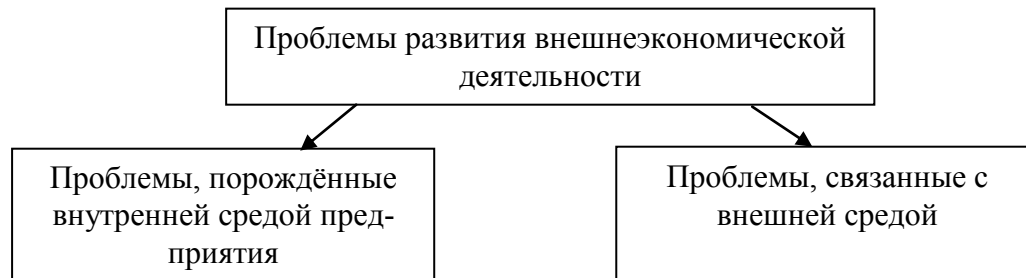 Проблемы развития внешнеэкономической
деятельности
Проблемы, порождённые
внутренней средой пред-
приятия
Проблемы, связанные с
внешней средой